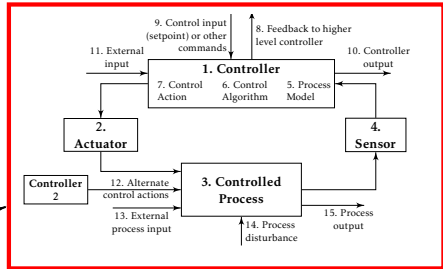 9. Control input
(setpoint) or other
commands
8. Feedback to higher
level controller
11. External
input
10. Controller
output
1. Controller
7. Control
Action
6. Control
Algorithm
5. Process
Model
2.
Actuator
4.
Sensor
Controller
2
12. Alternate
control actions
3. Controlled
Process
13. External
process input
15. Process
output
14. Process
disturbance